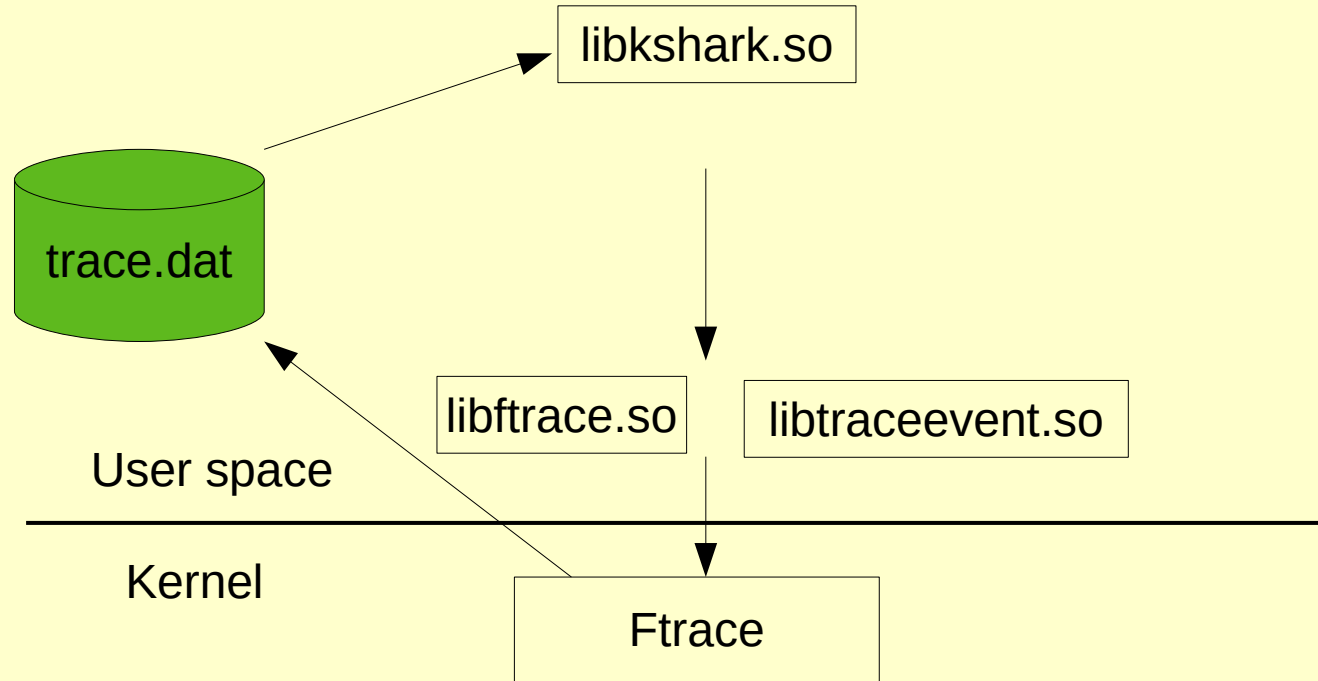 libkshark.so
trace.dat
libftrace.so
libtraceevent.so
User space
Kernel
Ftrace